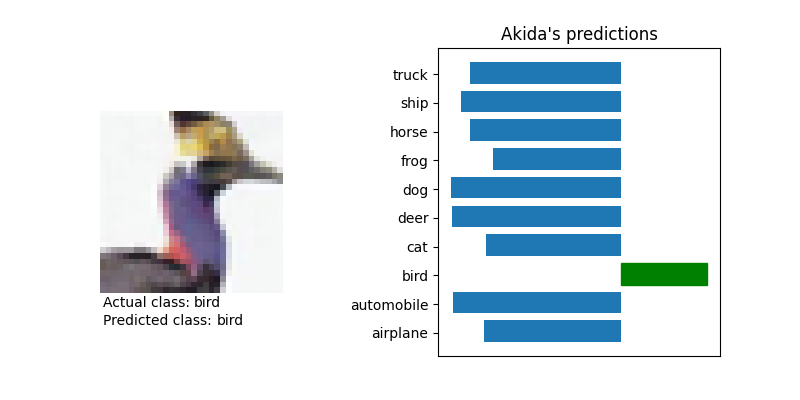 Akida's predictions
truck
ship
horse
frog
dog
deer
cat
bird
automobile
airplane
Actual class: bird
Predicted class: bird